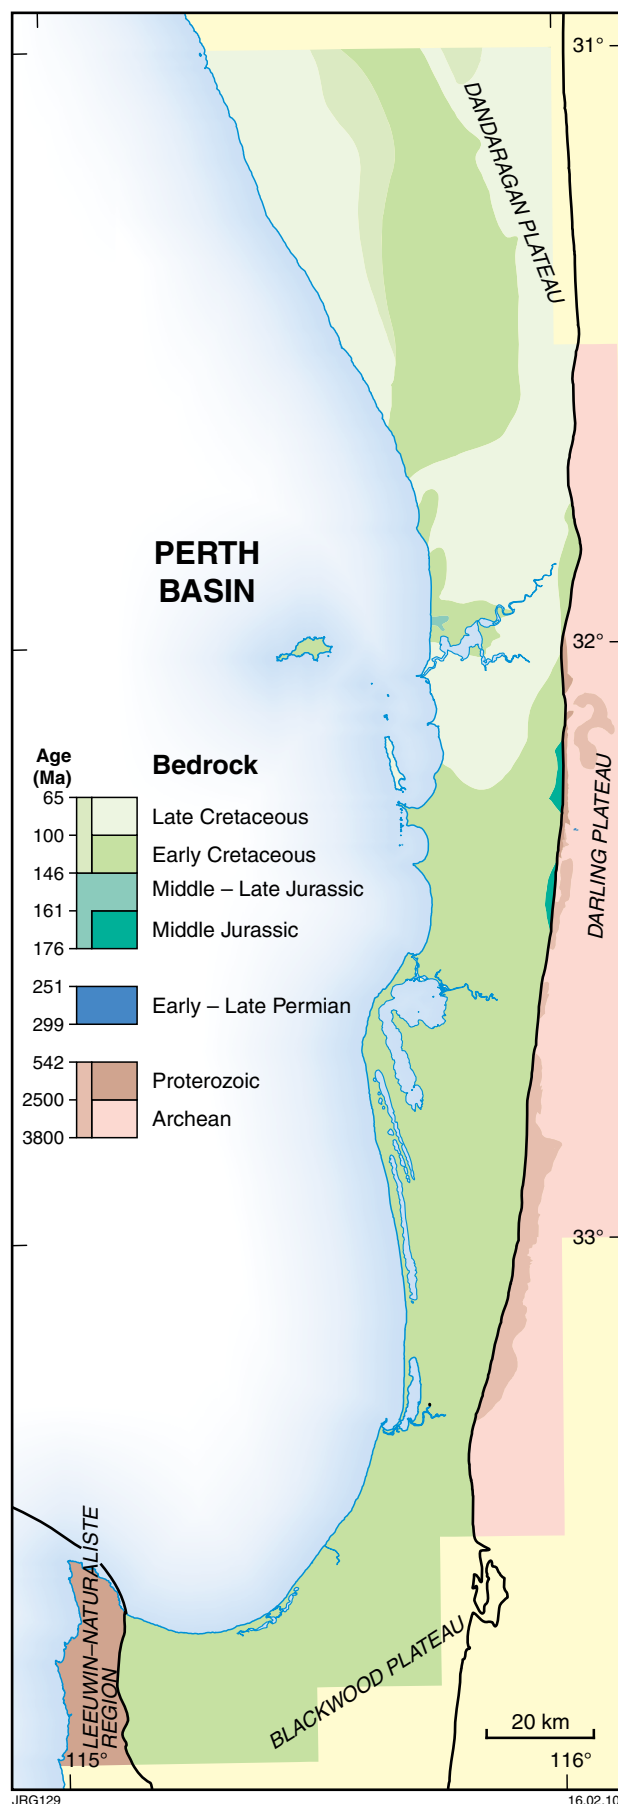 31°
DANDARAGAN PLATEAU
PERTH
BASIN
32°
Age
(Ma)
Bedrock
65
Late Cretaceous
100
Early Cretaceous
146
Middle – Late Jurassic
161
Middle Jurassic
176
251
Early – Late Permian
299
542
Proterozoic
2500
Archean
3800
DARLING PLATEAU
33°
LEEUWIN–NATURALISTE
REGION
BLACKWOOD PLATEAU
20 km
115°
116°
JRG129
16.02.10